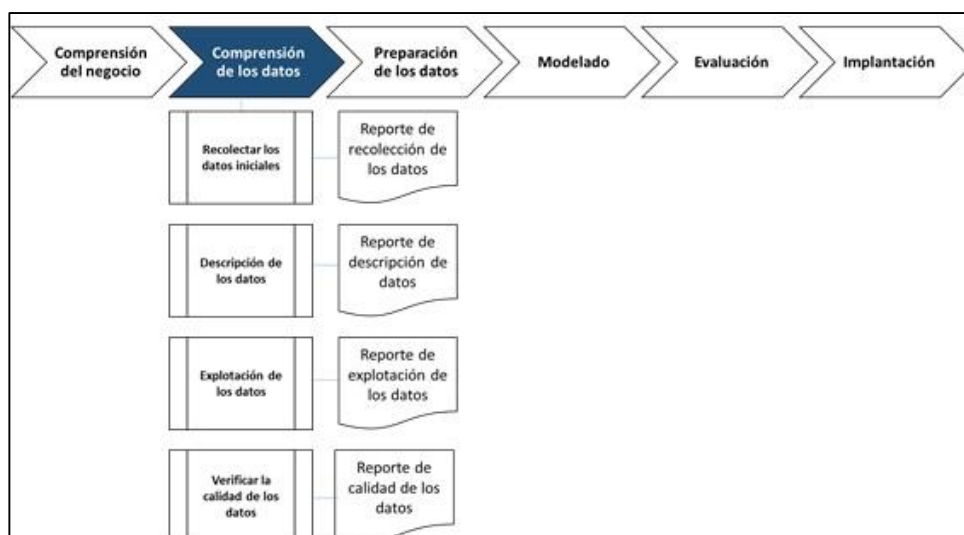 Comprensión
del negocio
Comprensión
de los datos
Preparación
de los datos
Modelado
Evaluación
Implantación
Recolectar los
datos iniciales
Reporte de
recolección de
los datos
Descripción de
los datos
Reporte de
descripción de
datos
Explotación de
los datos
Reporte de
explotación de
los datos
Verificar la
calidad de los
datos
Reporte de
calidad de los
datos